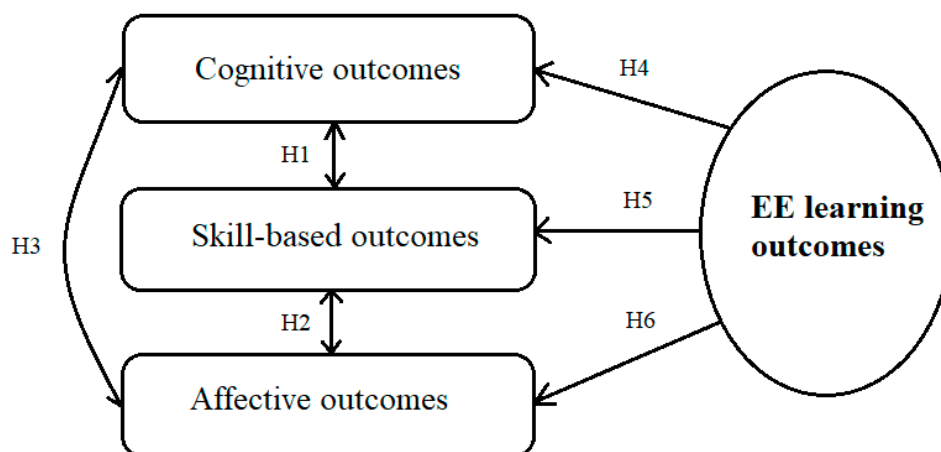 Cognitive outcomes
H4
H1
Skill-based outcomes
H5
EE learning
outcomes
H3
H2
H6
Affective outcomes